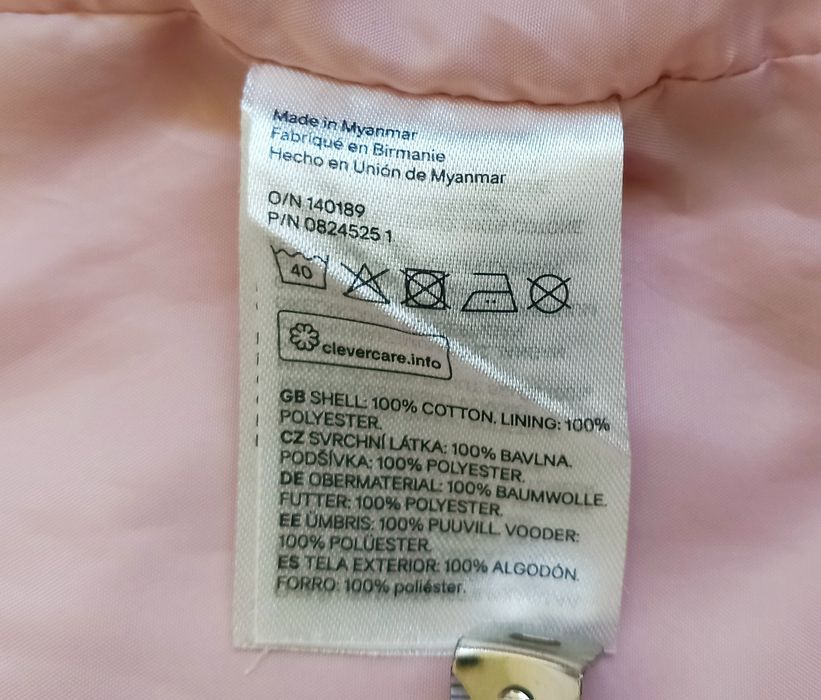 Made in Myanmar
Fabriqué en Birmanie
Hecho en Unión de Myanmar
O/N 140189
P/N 0824525 1
40
clevercare.info
GB SHELL: 100% COTTON. LINING: 100%
POLYESTER.
CZ SVRCHNÍ LÁTKA: 100% BAVLNA.
PODŠÍVKA: 100% POLYESTER.
DE OBERMATERIAL: 100% BAUMWOLLE.
FUTTER: 100% POLYESTER.
EE ÜMBRIS: 100% PUUVILL. VOODER:
100% POLÜESTER.
ES TELA EXTERIOR: 100% ALGODÓN.
FORRO: 100% poliéster.